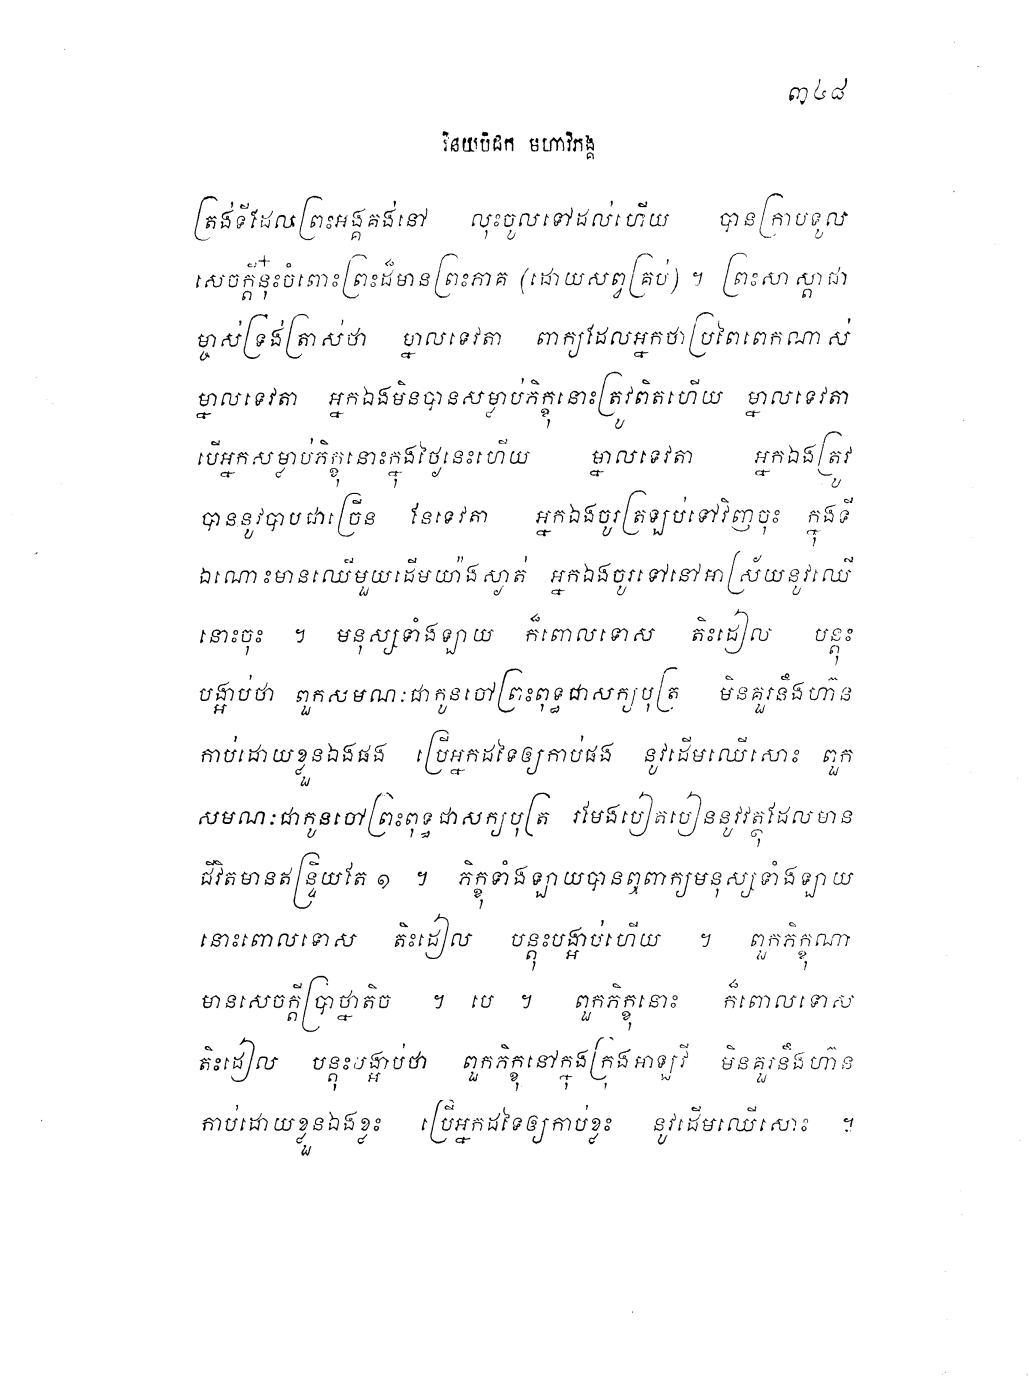 ៣៤៨
វិនយបិដក មហាវិភង្គ
ត្រង់ទីដែលព្រះអង្គគង់នៅ លុះចូលទៅដល់ហើយ បានក្រាបទូល
សេចក្តីនុ៎ះចំពោះព្រះដ៏មានព្រះភាគ (ដោយសព្វគ្រប់) ។ ព្រះសាស្តាជា
ម្ចាស់ទ្រង់ត្រាស់ថា ម្នាលទេវតា ពាក្យដែលអ្នកថាប្រពៃពេកណាស់
ម្នាលទេវតា អ្នកឯងមិនបានសម្លាប់ភិក្ខុនោះត្រូវពិតហើយ ម្នាលទេវតា
បើអ្នកសម្លាប់ភិក្ខុនោះក្នុងថ្ងៃនេះហើយ ម្នាលទេវតា អ្នកឯងត្រូវ
បាននូវបាបជាច្រើន នែទេវតា អ្នកឯងចូរត្រឡប់ទៅវិញចុះ ក្នុងទី
ឯណោះមានឈើមួយដើមយ៉ាងស្ងាត់ អ្នកឯងចូរទៅនៅអាស្រ័យនូវឈើ
នោះចុះ ។ មនុស្សទាំងឡាយ ក៏ពោលទោស តិះដៀល បន្តុះ
បង្អាប់ថា ពួកសមណៈជាកូនចៅព្រះពុទ្ធជាសក្យបុត្រ មិនគួរនឹងហ៊ាន
កាប់ដោយខ្លួនឯងផង ប្រើអ្នកដទៃឲ្យកាប់ផង នូវដើមឈើសោះ ពួក
សមណៈជាកូនចៅព្រះពុទ្ធជាសក្យបុត្រ រមែងបៀតបៀននូវវត្ថុដែលមាន
ជីវិតមានឥន្ទ្រិយតែ ១ ។ ភិក្ខុទាំងឡាយបានឮពាក្យមនុស្សទាំងឡាយ
នោះពោលទោស តិះដៀល បន្តុះបង្អាប់ហើយ ។ ពួកភិក្ខុណា
មានសេចក្តីប្រាថ្នាតិច ។ បេ ។ ពួកភិក្ខុនោះ ក៏ពោលទោស
តិះដៀល បន្តុះបង្អាប់ថា ពួកភិក្ខុនៅក្នុងក្រុងអាឡវី មិនគួរនឹងហ៊ាន
កាប់ដោយខ្លួនឯងខ្លះ ប្រើអ្នកដទៃឲ្យកាប់ខ្លះ នូវដើមឈើសោះ ។